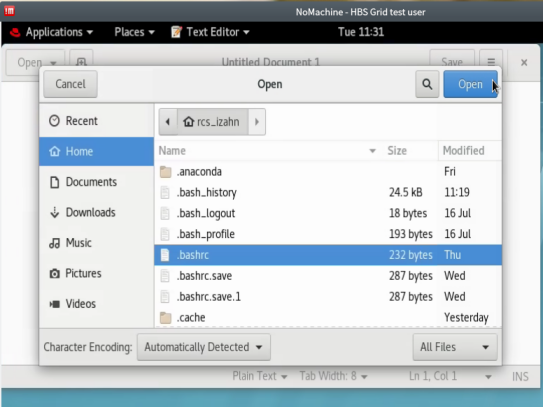 NoMachine - HBS Grid test user
Applications Places Text Editor Tue 11:31
Open Untitled Document 1 Save
Cancel Open Open
Recent
rcs_izahn
Home
Name Size Modified
.anaconda Fri
Documents
.bash_history 24.5 kB 11:19
Downloads
.bash_logout 18 bytes 16 Jul
.bash_profile 193 bytes 16 Jul
Music
.bashrc 232 bytes Thu
Pictures
.bashrc.save 287 bytes Wed
Videos
.bashrc.save.1 287 bytes Wed
.cache Yesterday
Character Encoding: Automatically Detected All Files
Plain Text Tab Width: 8 Ln 1, Col 1 INS